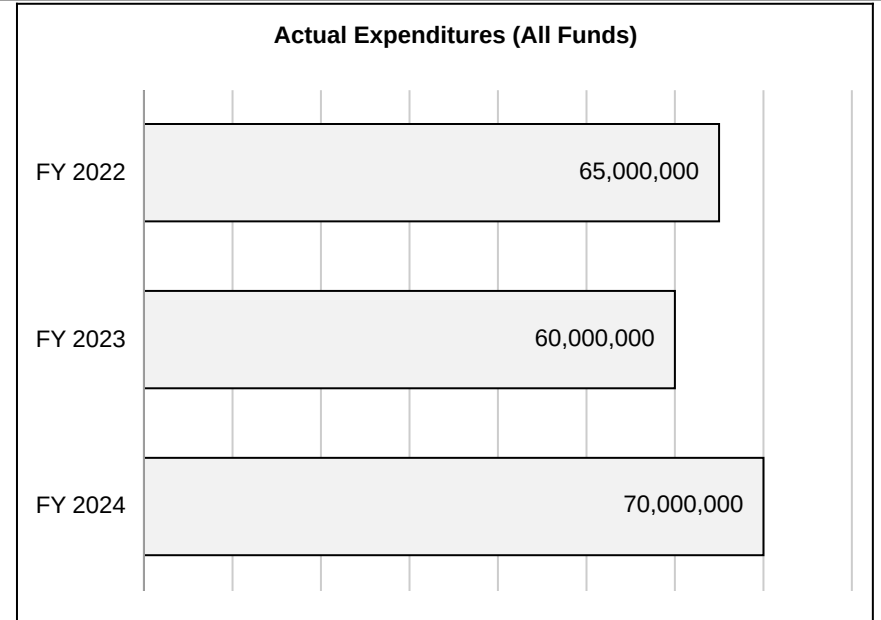 Actual Expenditures (All Funds)
FY 2022 65,000,000
FY 2023 60,000,000
FY 2024 70,000,000